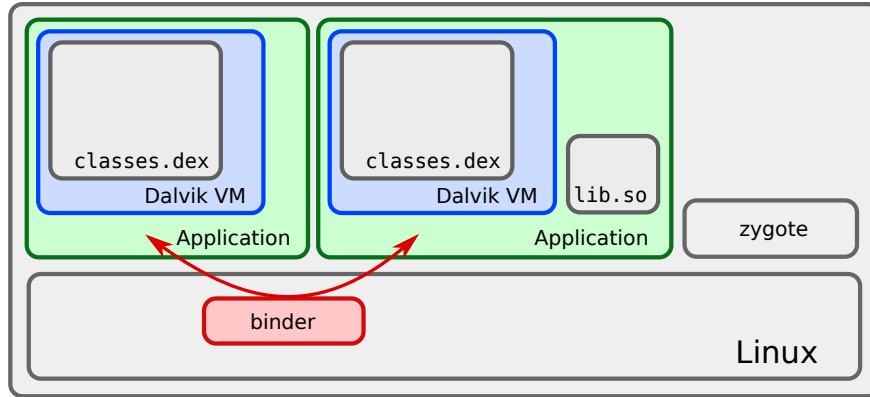 classes.dex
Dalvik VM
Application
classes.dex
Dalvik VM
lib.so
Application
zygote
binder
Linux